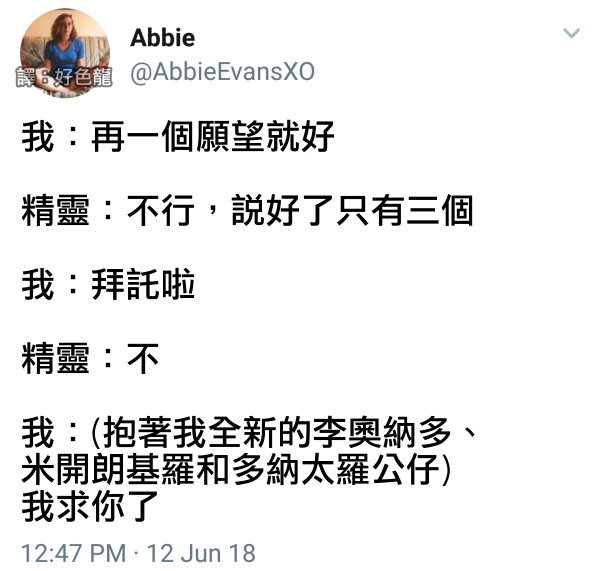 Abbie
@AbbieEvansXO
譯：好色龍
我：再一個願望就好
精靈：不行，說好了只有三個
我：拜託啦
精靈：不
我：(抱著我全新的李奧納多、
米開朗基羅和多納太羅公仔)
我求你了
12:47 PM · 12 Jun 18